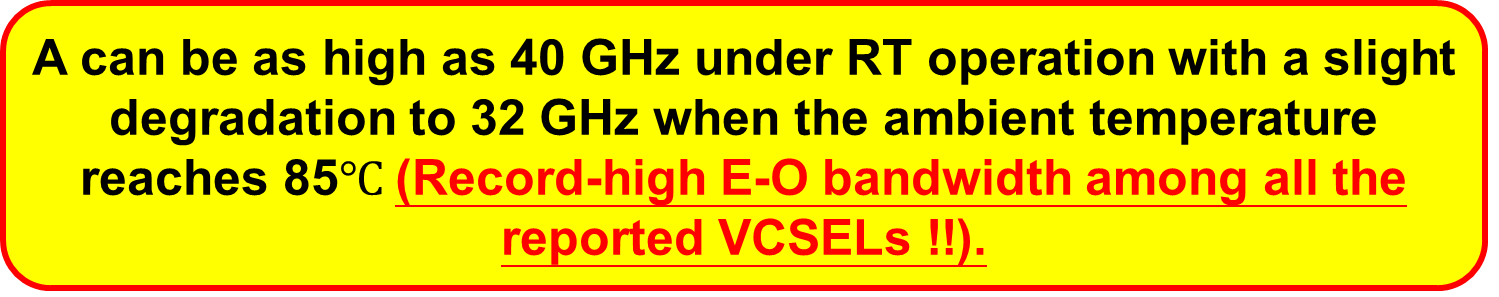 A can be as high as 40 GHz under RT operation with a slight
degradation to 32 GHz when the ambient temperature
reaches 85℃ (Record-high E-O bandwidth among all the
reported VCSELs !!).